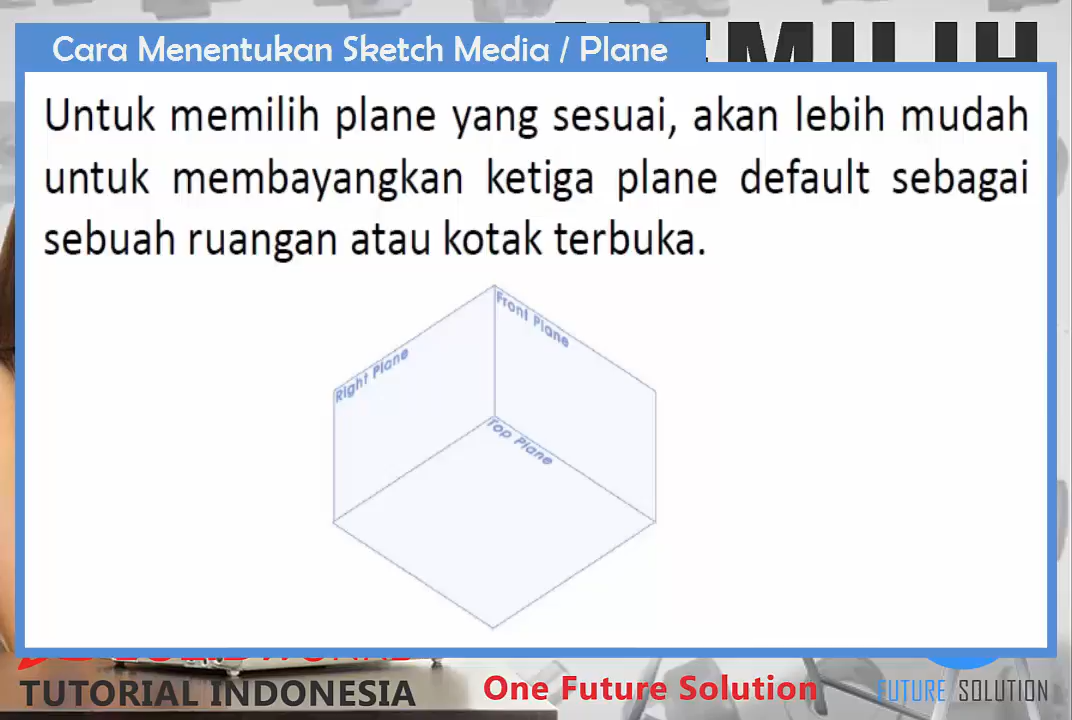 Cara Menentukan Sketch Media / Plane
Untuk memilih plane yang sesuai, akan lebih mudah
untuk membayangkan ketiga plane default sebagai
sebuah ruangan atau kotak terbuka.
Front Plane
Right Plane
Top Plane
TUTORIAL INDONESIA
One Future Solution
FUTURE SOLUTION